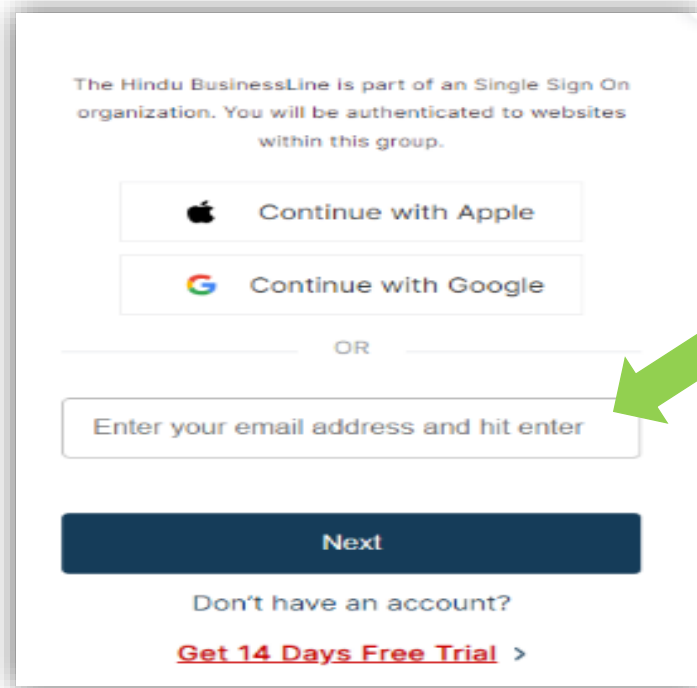 The Hindu BusinessLine is part of an Single Sign On
organization. You will be authenticated to websites
within this group.
Continue with Apple
Continue with Google
OR
Enter your email address and hit enter
Next
Don't have an account?
Get 14 Days Free Trial >